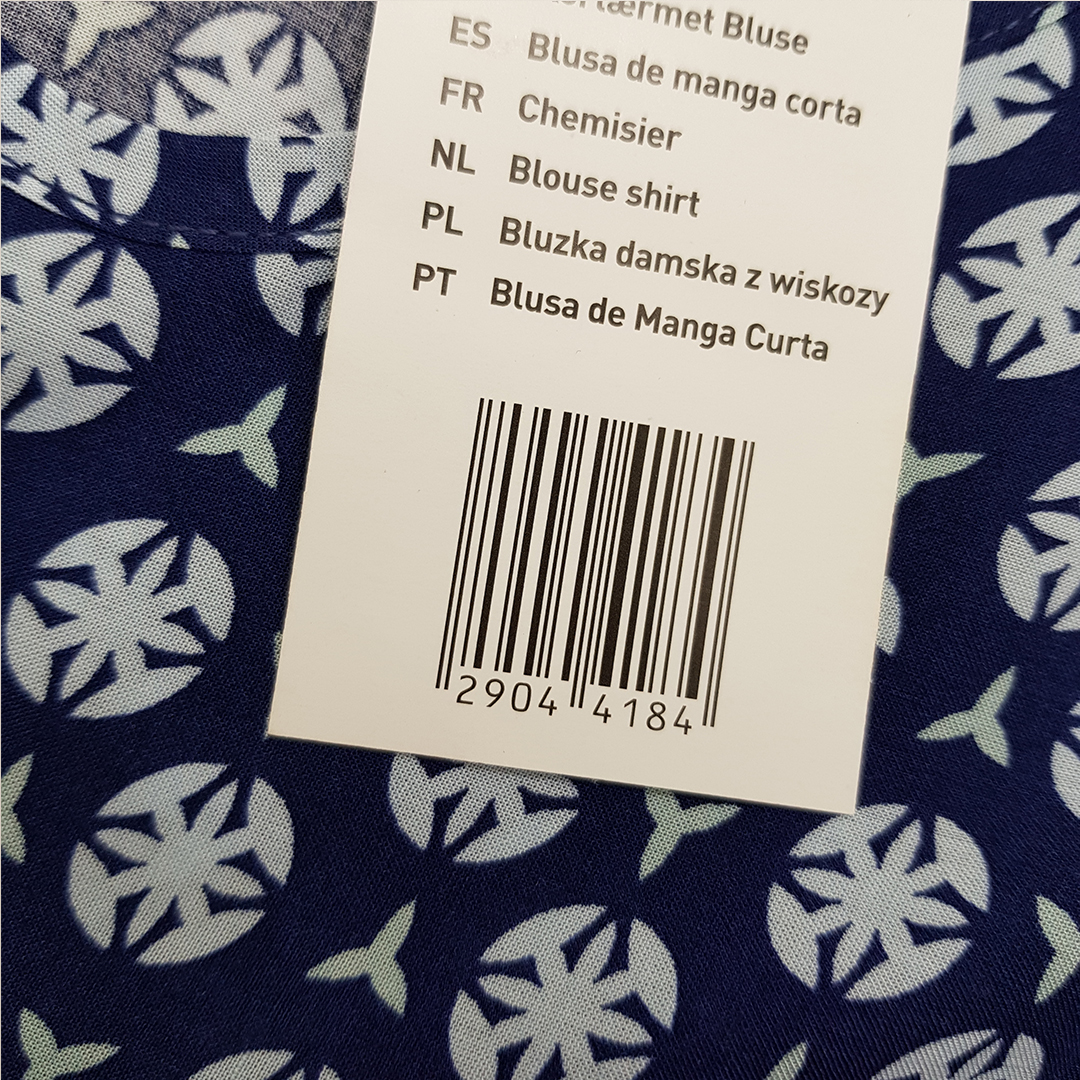 Bluse
ES Blusa de manga corta
FR Chemisier
NL Blouse shirt
PL Bluzka damska z wiskozy
PT Blusa de Manga Curta
2904 4184